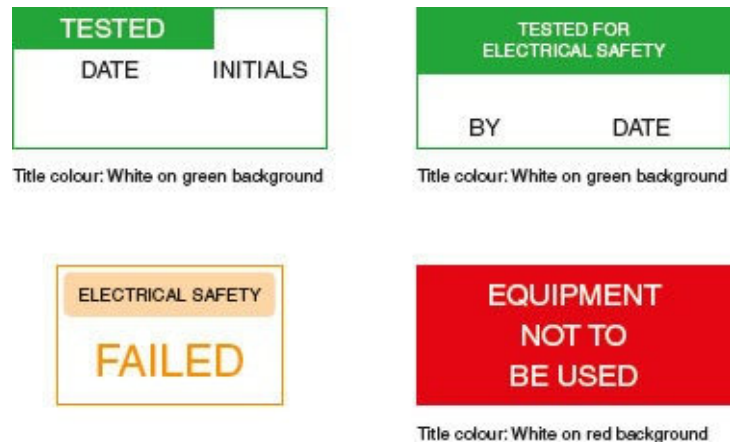 TESTED
DATE INITIALS
Title colour: White on green background
TESTED FOR
ELECTRICAL SAFETY
BY DATE
Title colour: White on green background
ELECTRICAL SAFETY
FAILED
EQUIPMENT
NOT TO
BE USED
Title colour: White on red background